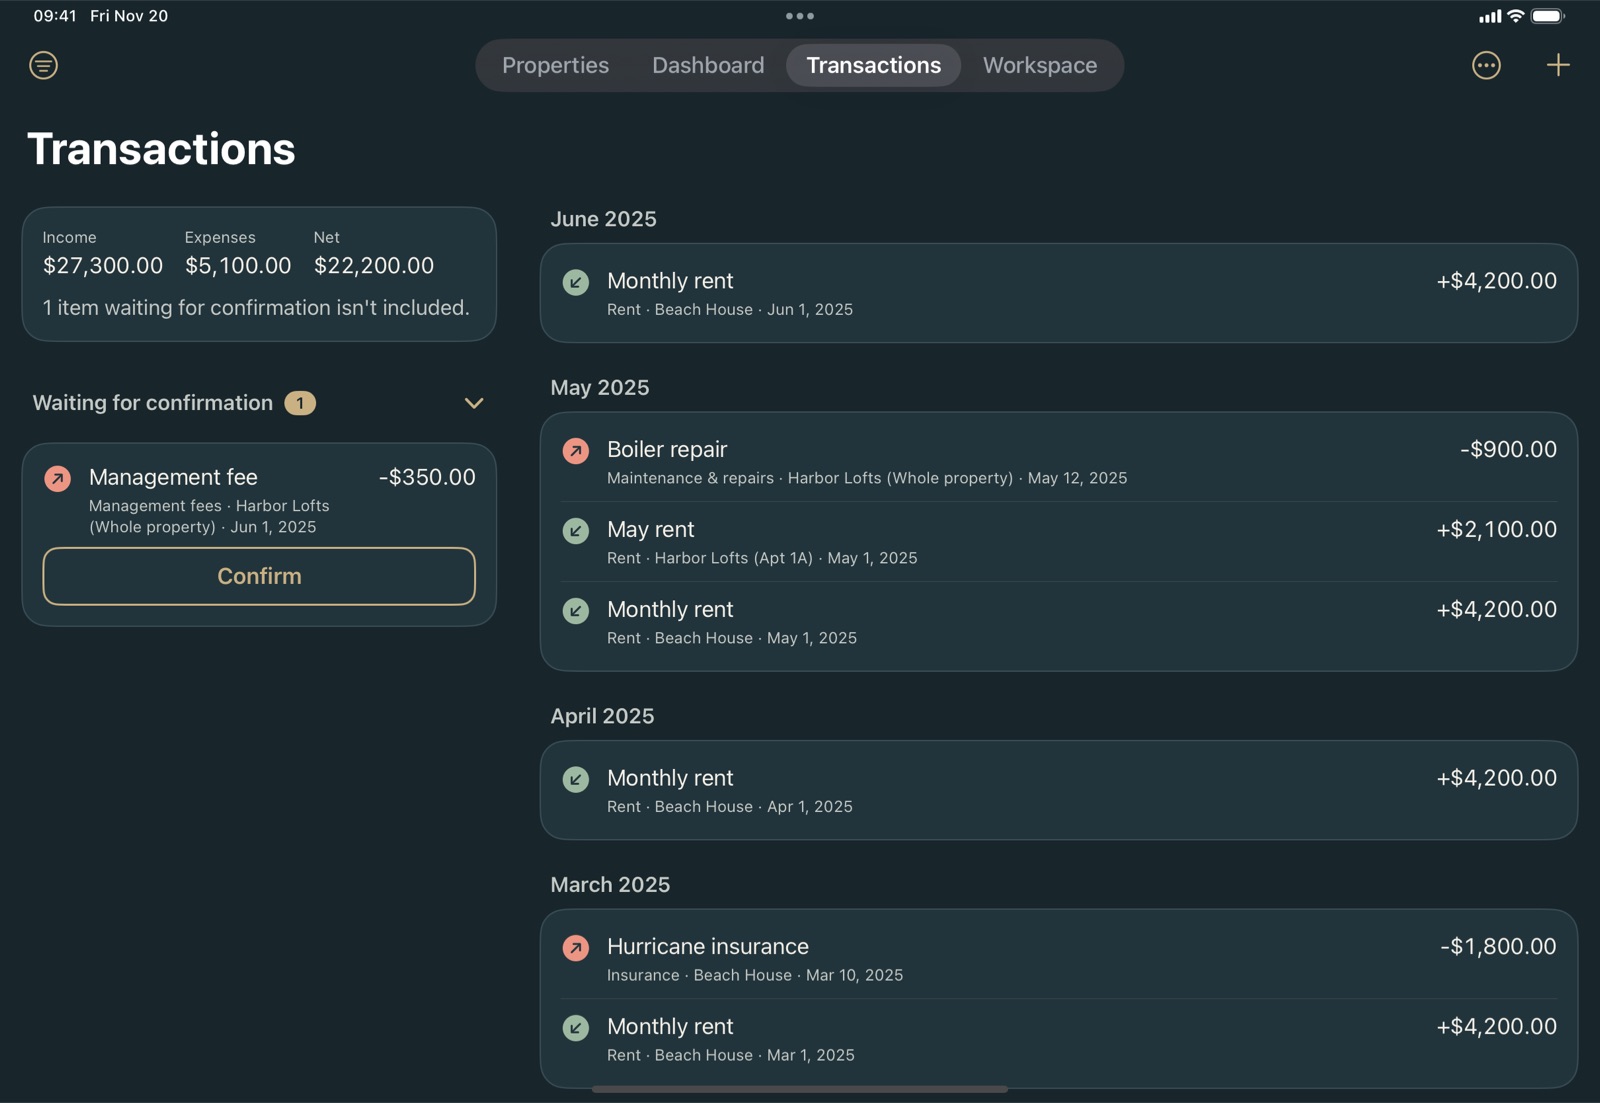 09:41 Fri Nov 20
Properties Dashboard Transactions Workspace
Transactions
Income Expenses Net
$27,300.00 $5,100.00 $22,200.00
1 item waiting for confirmation isn't included.
Waiting for confirmation 1
Management fee -$350.00
Management fees · Harbor Lofts
(Whole property) · Jun 1, 2025
Confirm
June 2025
Monthly rent +$4,200.00
Rent · Beach House · Jun 1, 2025
May 2025
Boiler repair -$900.00
Maintenance & repairs · Harbor Lofts (Whole property) · May 12, 2025
May rent +$2,100.00
Rent · Harbor Lofts (Apt 1A) · May 1, 2025
Monthly rent +$4,200.00
Rent · Beach House · May 1, 2025
April 2025
Monthly rent +$4,200.00
Rent · Beach House · Apr 1, 2025
March 2025
Hurricane insurance -$1,800.00
Insurance · Beach House · Mar 10, 2025
Monthly rent +$4,200.00
Rent · Beach House · Mar 1, 2025